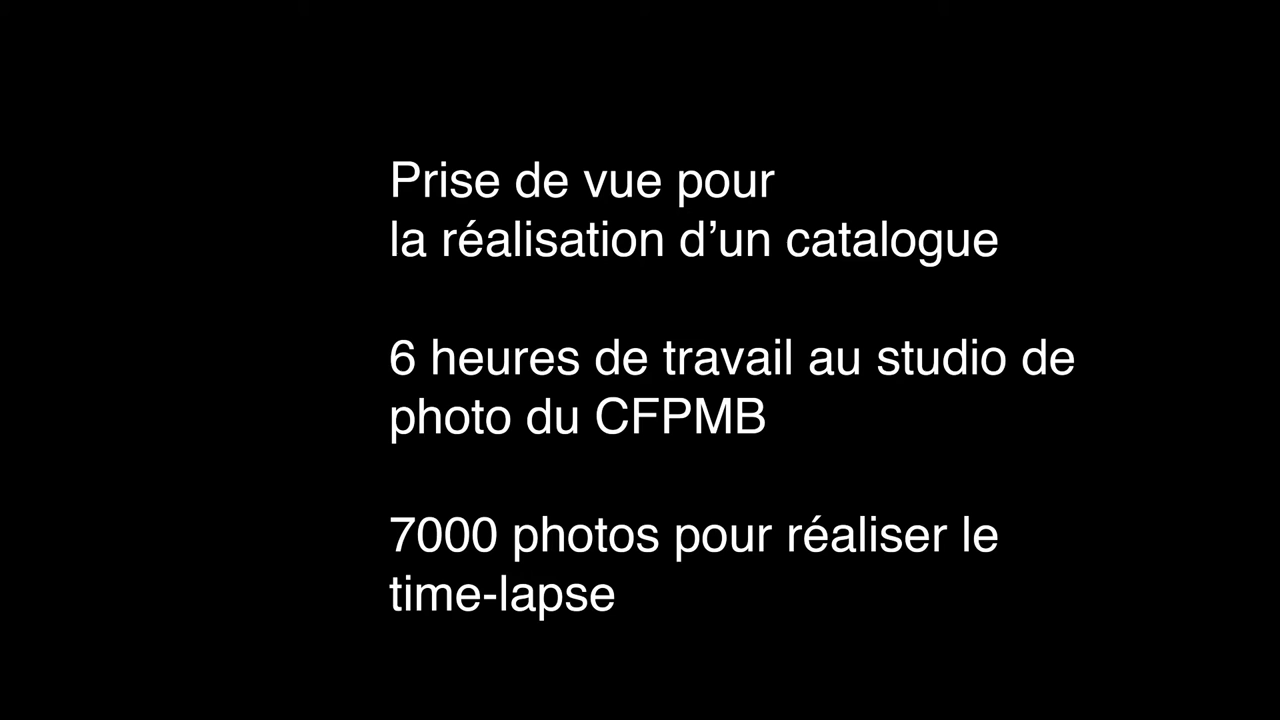 Prise de vue pour
la réalisation d’un catalogue
6 heures de travail au studio de
photo du CFPMB
7000 photos pour réaliser le
time-lapse